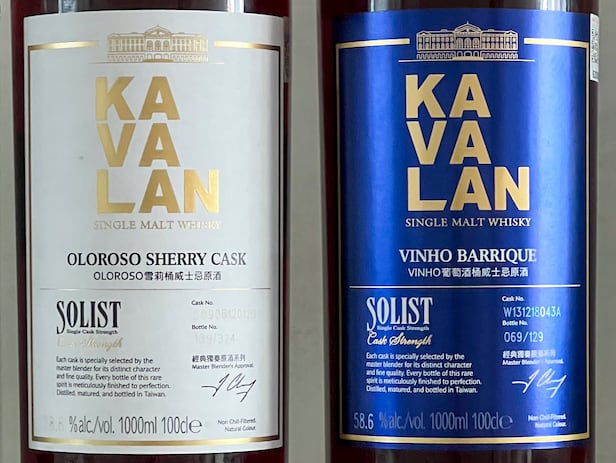 KA
VA
LAN
SINGLE MALT WHISKY
OLOROSO SHERRY CASK
OLOROSO雪莉桶威士忌原酒
SOLIST
Single Cask Strength
Cask Strength
Cask No.
Bottle No.
經典獨奏原酒系列
Master Blender's Approval,
Each cask is specially selected by the
master blender for its distinct character
and fine quality. Every bottle of this rare
spirit is meticulously finished to perfection.
Distilled, matured, and bottled in Taiwan.
58.6 %alc./vol. 1000ml 100cl℮
Non Chill-Filtered.
Natural Colour.
SINGLE MALT WHISKY
KA
VA
LAN
SINGLE MALT WHISKY
VINHO BARRIQUE
VINHO葡萄酒桶威士忌原酒
SOLIST
Single Cask Strength
Cask Strength
Cask No.
W131218043A
Bottle No.
069/129
經典獨奏原酒系列
Master Blender's Approval,
Each cask is specially selected by the
master blender for its distinct character
and fine quality. Every bottle of this rare
spirit is meticulously finished to perfection.
Distilled, matured, and bottled in Taiwan.
58.6 %alc./vol. 1000ml 100cl℮
Non Chill-Filtered.
Natural Colour.